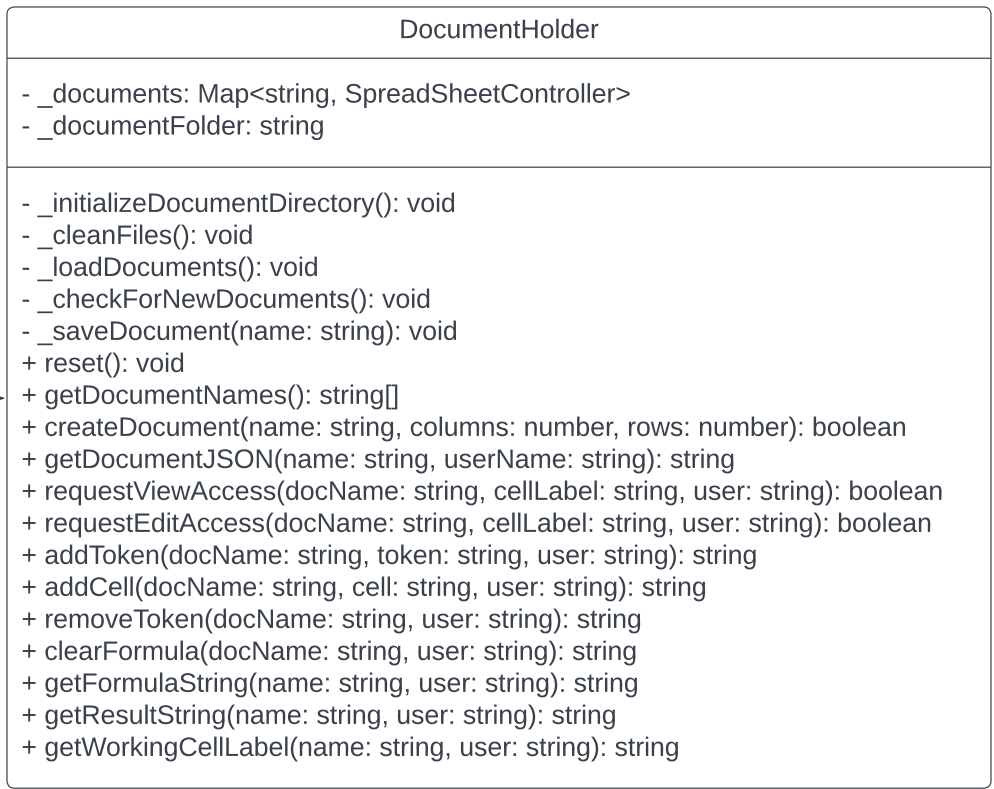 DocumentHolder
- _documents: Map<string, SpreadSheetController>
- _documentFolder: string
- _initializeDocumentDirectory(): void
- _cleanFiles(): void
- _loadDocuments(): void
- _checkForNewDocuments(): void
- _saveDocument(name: string): void
+ reset(): void
+ getDocumentNames(): string[]
+ createDocument(name: string, columns: number, rows: number): boolean
+ getDocumentJSON(name: string, userName: string): string
+ requestViewAccess(docName: string, cellLabel: string, user: string): boolean
+ requestEditAccess(docName: string, cellLabel: string, user: string): boolean
+ addToken(docName: string, token: string, user: string): string
+ addCell(docName: string, cell: string, user: string): string
+ removeToken(docName: string, user: string): string
+ clearFormula(docName: string, user: string): string
+ getFormulaString(name: string, user: string): string
+ getResultString(name: string, user: string): string
+ getWorkingCellLabel(name: string, user: string): string